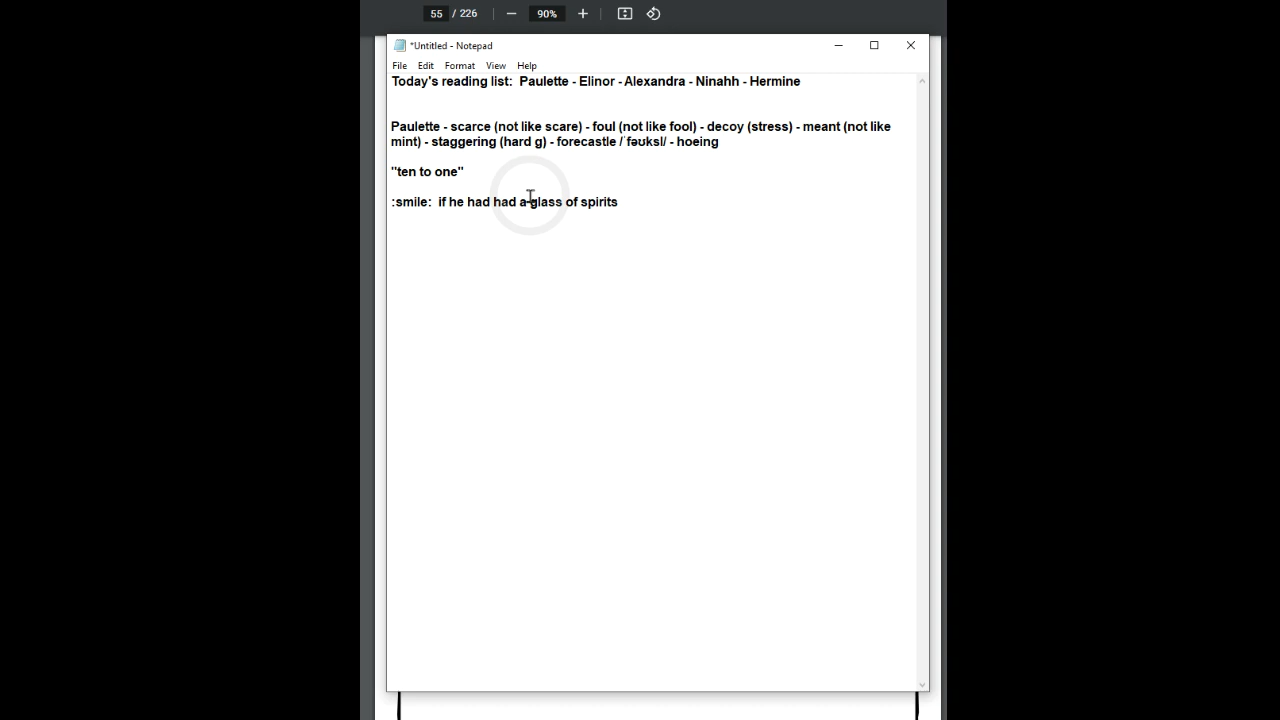 55 / 226 90%
*Untitled - Notepad
File Edit Format View Help
Today's reading list:  Paulette - Elinor - Alexandra - Ninahh - Hermine
Paulette - scarce (not like scare) - foul (not like fool) - decoy (stress) - meant (not like
mint) - staggering (hard g) - forecastle /ˈfəʊksl/ - hoeing
"ten to one"
:smile:  if he had had a glass of spirits